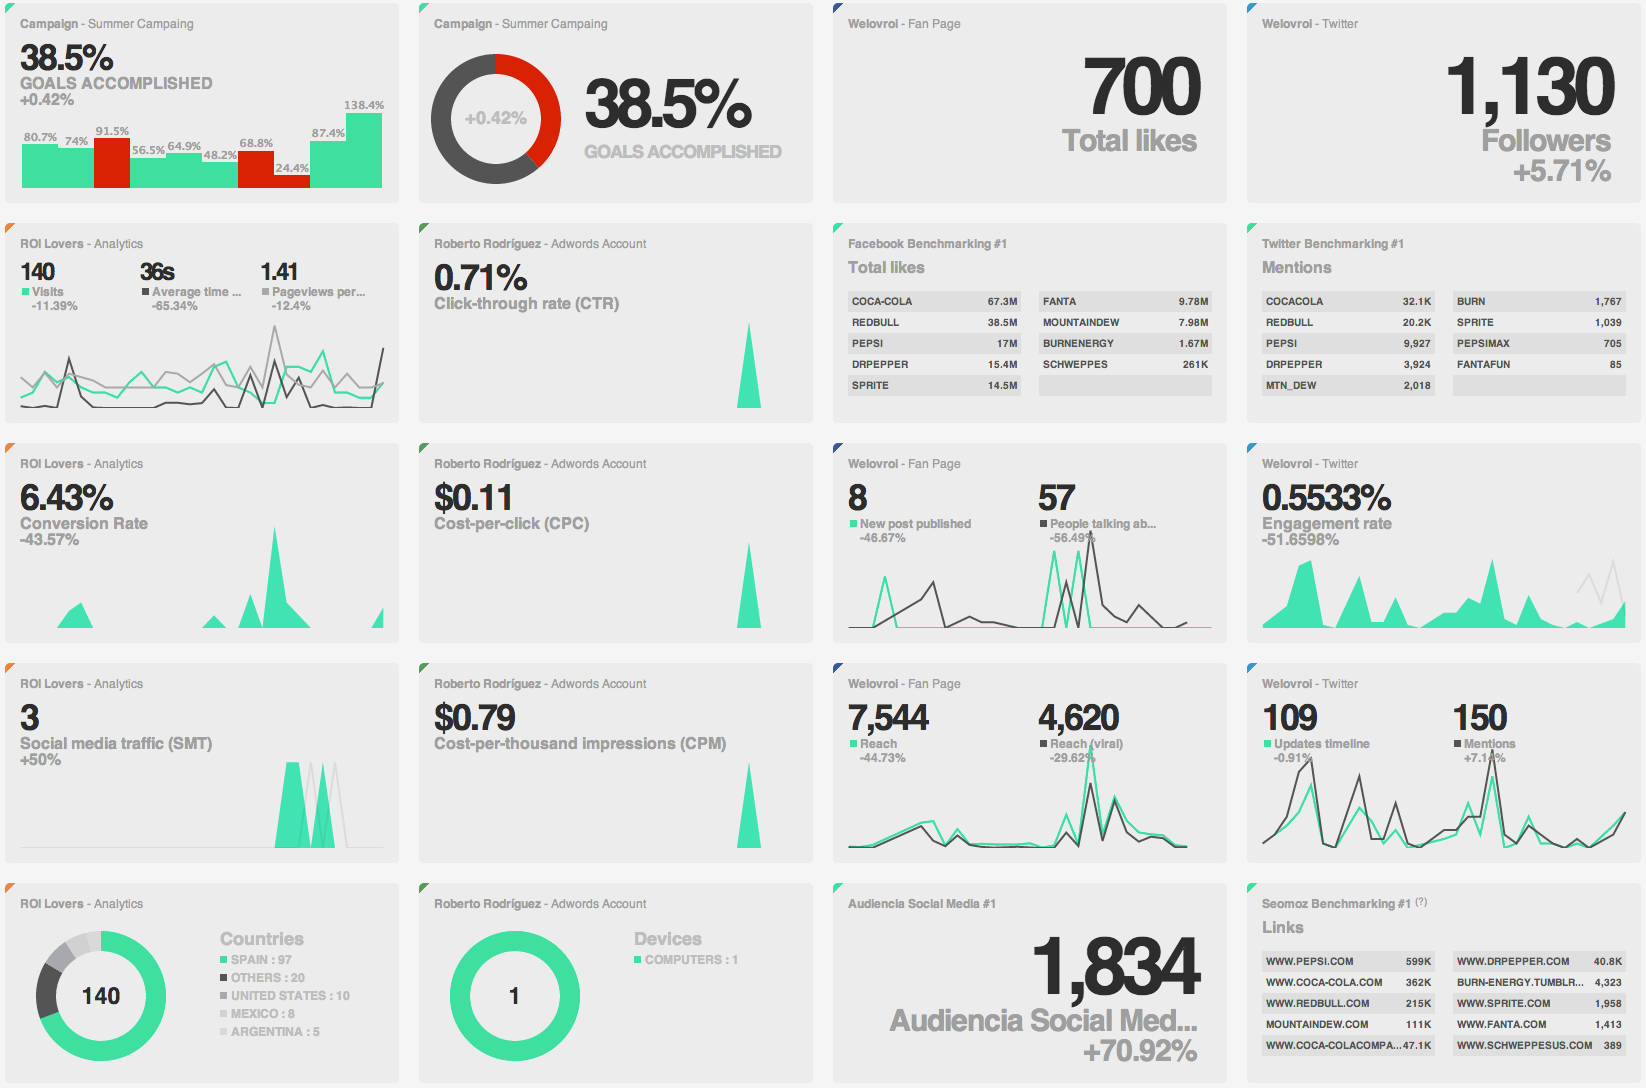 Campaign - Summer Campaing
38.5%
GOALS ACCOMPLISHED
+0.42%
80.7%
74%
91.5%
56.5%
64.9%
48.2%
68.8%
24.4%
87.4%
138.4%
Campaign - Summer Campaing
+0.42%
38.5%
GOALS ACCOMPLISHED
Welovroi - Fan Page
700
Total likes
Welovroi - Twitter
1,130
Followers
+5.71%
ROI Lovers - Analytics
140
Visits
-11.39%
36s
Average time ...
-65.34%
1.41
Pageviews per...
-12.4%
Roberto Rodríguez - Adwords Account
0.71%
Click-through rate (CTR)
Facebook Benchmarking #1
Total likes
COCA-COLA 67.3M
REDBULL 38.5M
PEPSI 17M
DRPEPPER 15.4M
SPRITE 14.5M
FANTA 9.78M
MOUNTAINDEW 7.98M
BURNENERGY 1.67M
SCHWEPPES 261K
Twitter Benchmarking #1
Mentions
COCACOLA 32.1K
REDBULL 20.2K
PEPSI 9,927
DRPEPPER 3,924
MTN_DEW 2,018
BURN 1,767
SPRITE 1,039
PEPSIMAX 705
FANTAFUN 85
ROI Lovers - Analytics
6.43%
Conversion Rate
-43.57%
Roberto Rodríguez - Adwords Account
$0.11
Cost-per-click (CPC)
Welovroi - Fan Page
8
New post published
-46.67%
57
People talking ab...
-56.49%
Welovroi - Twitter
0.5533%
Engagement rate
-51.6598%
ROI Lovers - Analytics
3
Social media traffic (SMT)
+50%
Roberto Rodríguez - Adwords Account
$0.79
Cost-per-thousand impressions (CPM)
Welovroi - Fan Page
7,544
Reach
-44.73%
4,620
Reach (viral)
-29.62%
Welovroi - Twitter
109
Updates timeline
-0.91%
150
Mentions
+7.14%
ROI Lovers - Analytics
140
Countries
SPAIN : 97
OTHERS : 20
UNITED STATES : 10
MEXICO : 8
ARGENTINA : 5
Roberto Rodríguez - Adwords Account
1
Devices
COMPUTERS : 1
Audiencia Social Media #1
1,834
Audiencia Social Med...
+70.92%
Seomoz Benchmarking #1 (?)
Links
WWW.PEPSI.COM 599K
WWW.COCA-COLA.COM 362K
WWW.REDBULL.COM 215K
MOUNTAINDEW.COM 111K
WWW.COCA-COLACOMPA... 47.1K
WWW.DRPEPPER.COM 40.8K
BURN-ENERGY.TUMBLR... 4,323
WWW.SPRITE.COM 1,958
WWW.FANTA.COM 1,413
WWW.SCHWEPPESUS.COM 389